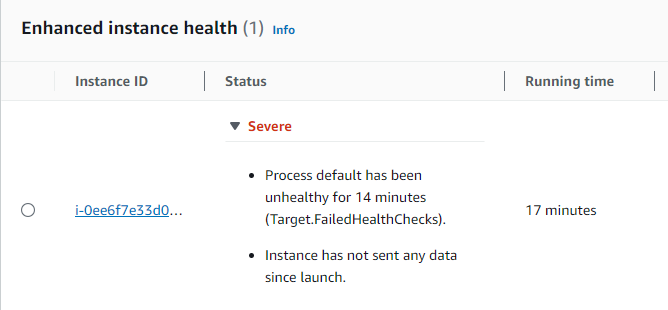 Enhanced instance health (1) Info
Instance ID Status Running time
Severe
Process default has been
unhealthy for 14 minutes
(Target.FailedHealthChecks).
i-0ee6f7e33d0... 17 minutes
Instance has not sent any data
since launch.